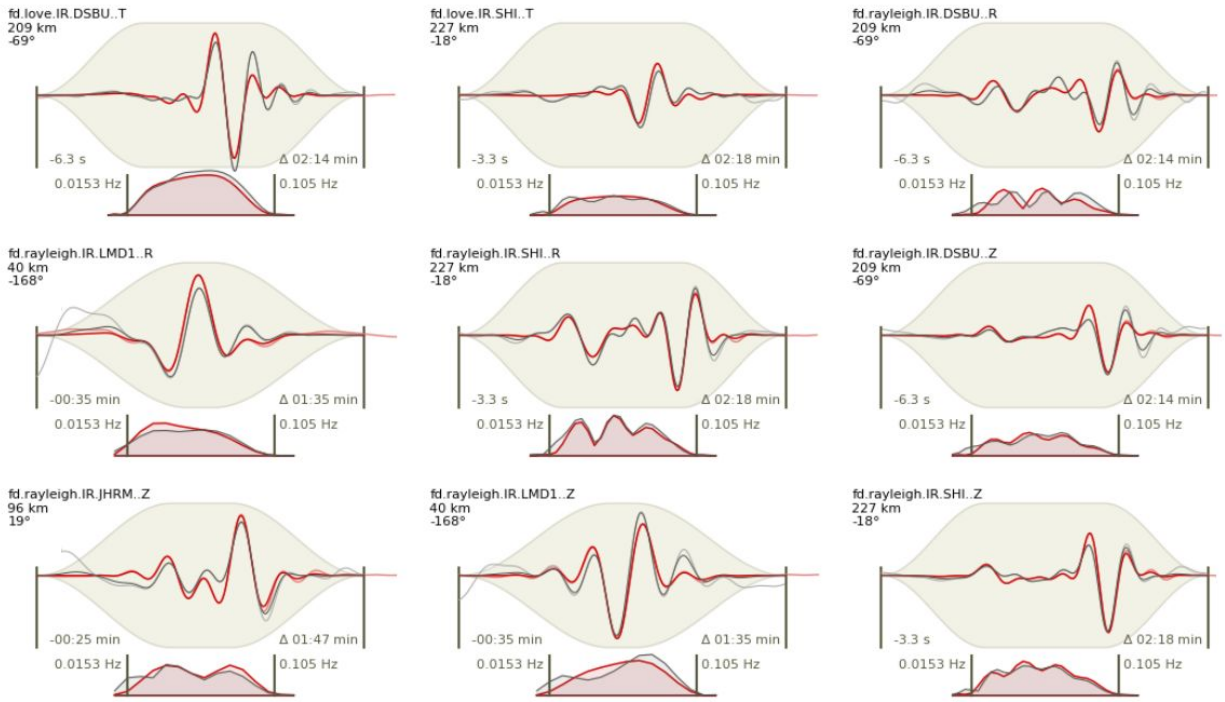 fd.love.IR.DSBU..T
209 km
-69°
-6.3 s
Δ 02:14 min
0.0153 Hz
0.105 Hz
fd.love.IR.SHI..T
227 km
-18°
-3.3 s
Δ 02:18 min
0.0153 Hz
0.105 Hz
fd.rayleigh.IR.DSBU..R
209 km
-69°
-6.3 s
Δ 02:14 min
0.0153 Hz
0.105 Hz
fd.rayleigh.IR.LMD1..R
40 km
-168°
-00:35 min
Δ 01:35 min
0.0153 Hz
0.105 Hz
fd.rayleigh.IR.SHI..R
227 km
-18°
-3.3 s
Δ 02:18 min
0.0153 Hz
0.105 Hz
fd.rayleigh.IR.DSBU..Z
209 km
-69°
-6.3 s
Δ 02:14 min
0.0153 Hz
0.105 Hz
fd.rayleigh.IR.JHRM..Z
96 km
19°
-00:25 min
Δ 01:47 min
0.0153 Hz
0.105 Hz
fd.rayleigh.IR.LMD1..Z
40 km
-168°
-00:35 min
Δ 01:35 min
0.0153 Hz
0.105 Hz
fd.rayleigh.IR.SHI..Z
227 km
-18°
-3.3 s
Δ 02:18 min
0.0153 Hz
0.105 Hz